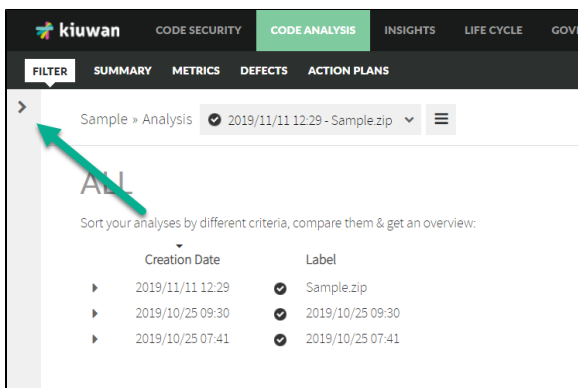 kiuwan CODE SECURITY CODE ANALYSIS INSIGHTS LIFE CYCLE GOV
FILTER SUMMARY METRICS DEFECTS ACTION PLANS
Sample » Analysis 2019/11/11 12:29 - Sample.zip
ALL
Sort your analyses by different criteria, compare them & get an overview:
Creation Date Label
2019/11/11 12:29 Sample.zip
2019/10/25 09:30 2019/10/25 09:30
2019/10/25 07:41 2019/10/25 07:41